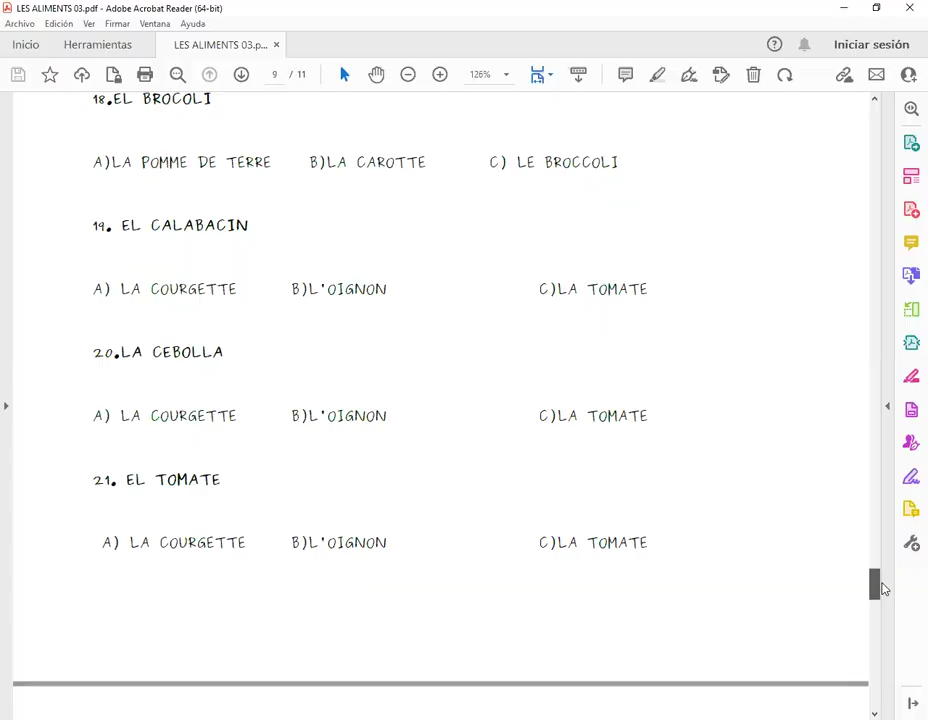 LES ALIMENTS 03.pdf - Adobe Acrobat Reader (64-bit)
Archivo Edición Ver Firmar Ventana Ayuda
Inicio Herramientas LES ALIMENTS 03.p... × Iniciar sesión
9 / 11 126%
18.EL BROCOLI
A)LA POMME DE TERRE B)LA CAROTTE C) LE BROCCOLI
19. EL CALABACIN
A) LA COURGETTE B)L'OIGNON C)LA TOMATE
20.LA CEBOLLA
A) LA COURGETTE B)L'OIGNON C)LA TOMATE
21. EL TOMATE
A) LA COURGETTE B)L'OIGNON C)LA TOMATE